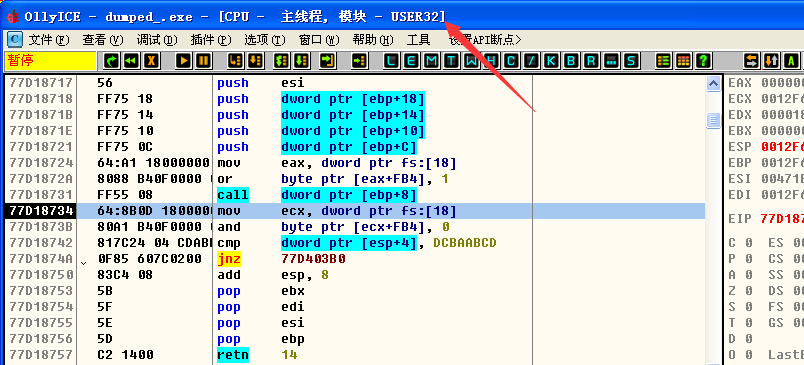 OllyICE - dumped_.exe - [CPU - 主线程, 模块 - USER32]
C 文件(F) 查看(V) 调试(D) 插件(P) 选项(T) 窗口(W) 帮助(H) 工具 设置API断点>
暂停 L E M T W H C / K B R ... S ?
77D18717 56 push esi EAX 000000
77D18718 FF75 18 push dword ptr [ebp+18] ECX 0012F6
77D1871B FF75 14 push dword ptr [ebp+14] EDX 000018
77D1871E FF75 10 push dword ptr [ebp+10] EBX 000000
77D18721 FF75 0C push dword ptr [ebp+C] ESP 0012F6
77D18724 64:A1 18000000 mov eax, dword ptr fs:[18] EBP 0012F6
77D1872A 8088 B40F0000 or byte ptr [eax+FB4], 1 ESI 00471E
77D18731 FF55 08 call dword ptr [ebp+8] EDI 0012F6
77D18734 64:8B0D 180000 mov ecx, dword ptr fs:[18]
77D1873B 80A1 B40F0000 and byte ptr [ecx+FB4], 0 EIP 77D187
77D18742 817C24 04 CDAB cmp dword ptr [esp+4], DCBAABCD C 0 ES
77D1874A 0F85 607C0200 jnz 77D403B0 P 0 CS
77D18750 83C4 08 add esp, 8 A 0 SS
77D18753 5B pop ebx Z 0 DS
77D18754 5F pop edi S 0 FS
77D18755 5E pop esi T 0 GS
77D18756 5D pop ebp D 0
77D18757 C2 1400 retn 14 O 0 LastE